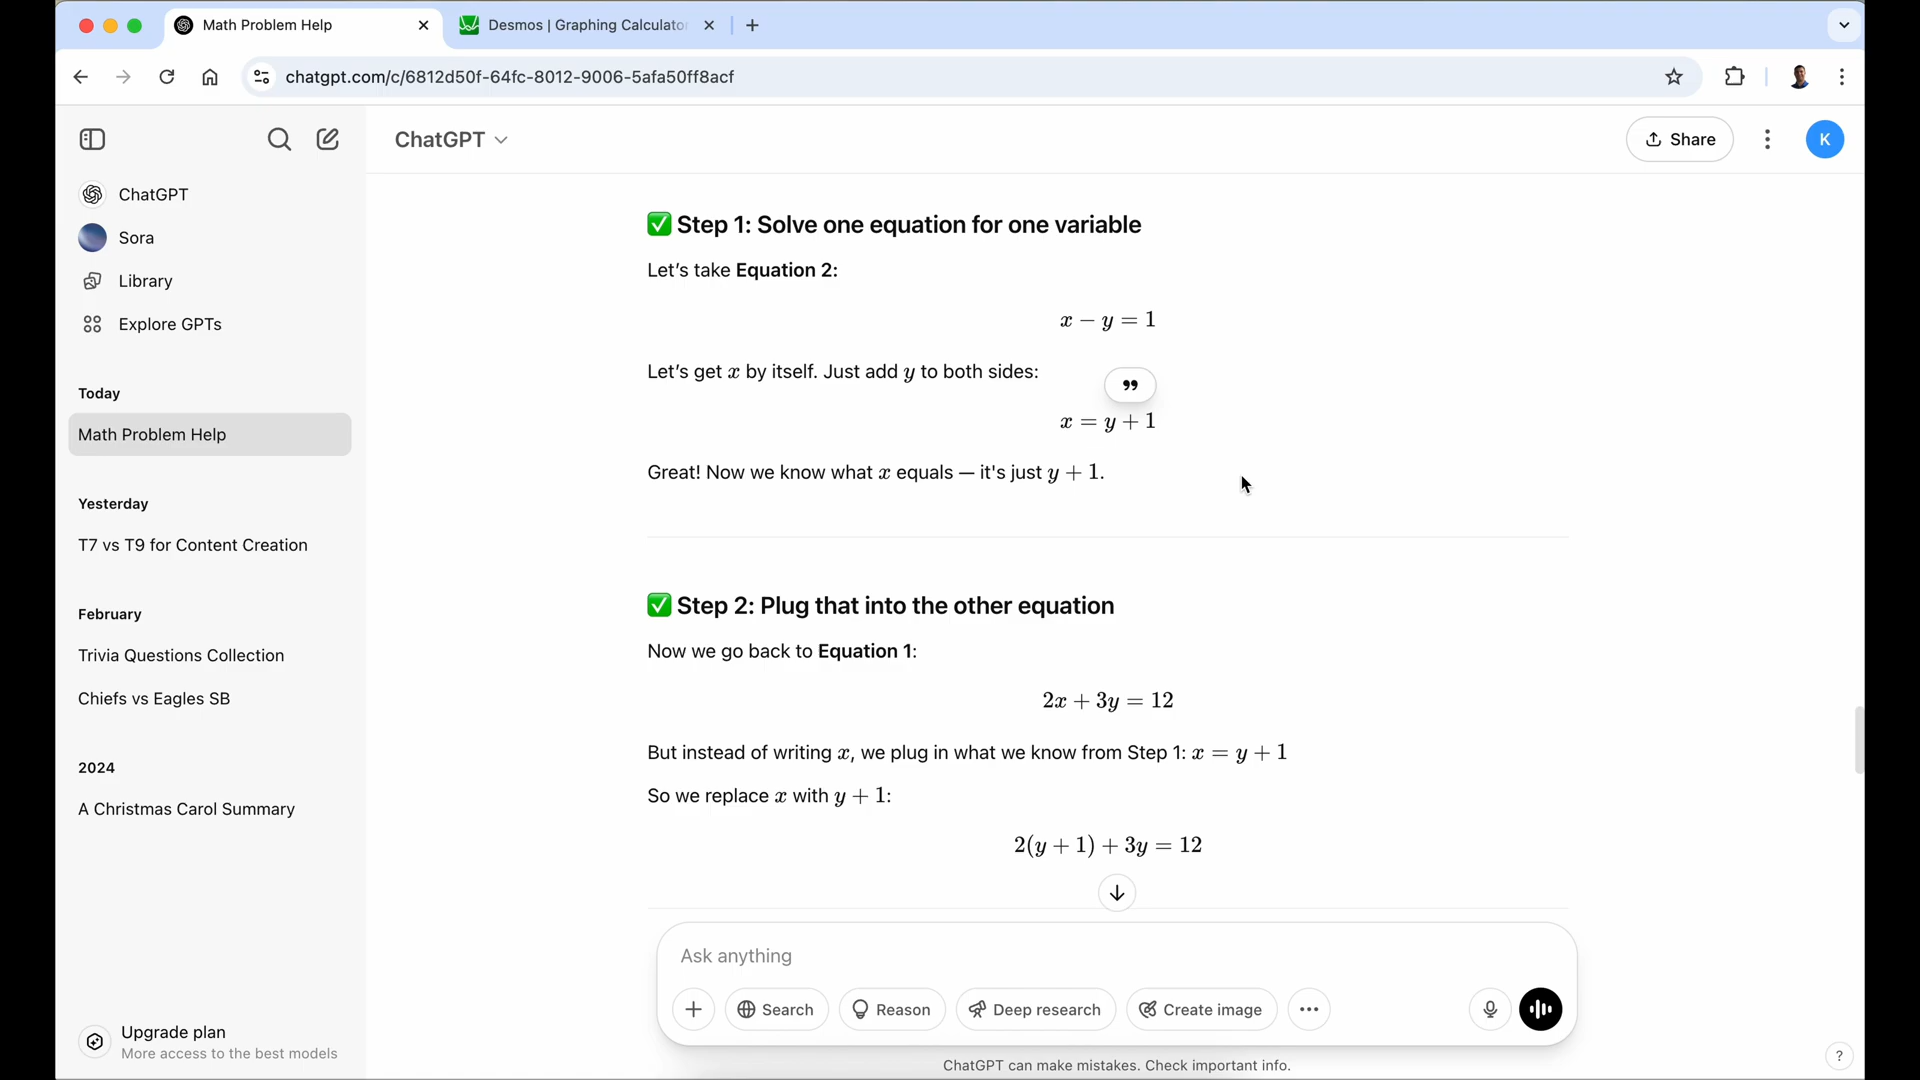 Math Problem Help
Desmos | Graphing Calculator
chatgpt.com/c/6812d50f-64fc-8012-9006-5afa50ff8acf
ChatGPT
Share
K
ChatGPT
Sora
Library
Explore GPTs
Today
Math Problem Help
Yesterday
T7 vs T9 for Content Creation
February
Trivia Questions Collection
Chiefs vs Eagles SB
2024
A Christmas Carol Summary
Upgrade plan
More access to the best models
✅ Step 1: Solve one equation for one variable
Let’s take Equation 2:
x − y = 1
Let’s get x by itself. Just add y to both sides:
”
x = y + 1
Great! Now we know what x equals — it's just y + 1.
✅ Step 2: Plug that into the other equation
Now we go back to Equation 1:
2x + 3y = 12
But instead of writing x, we plug in what we know from Step 1: x = y + 1
So we replace x with y + 1:
2(y + 1) + 3y = 12
Ask anything
Search
Reason
Deep research
Create image
ChatGPT can make mistakes. Check important info.
?